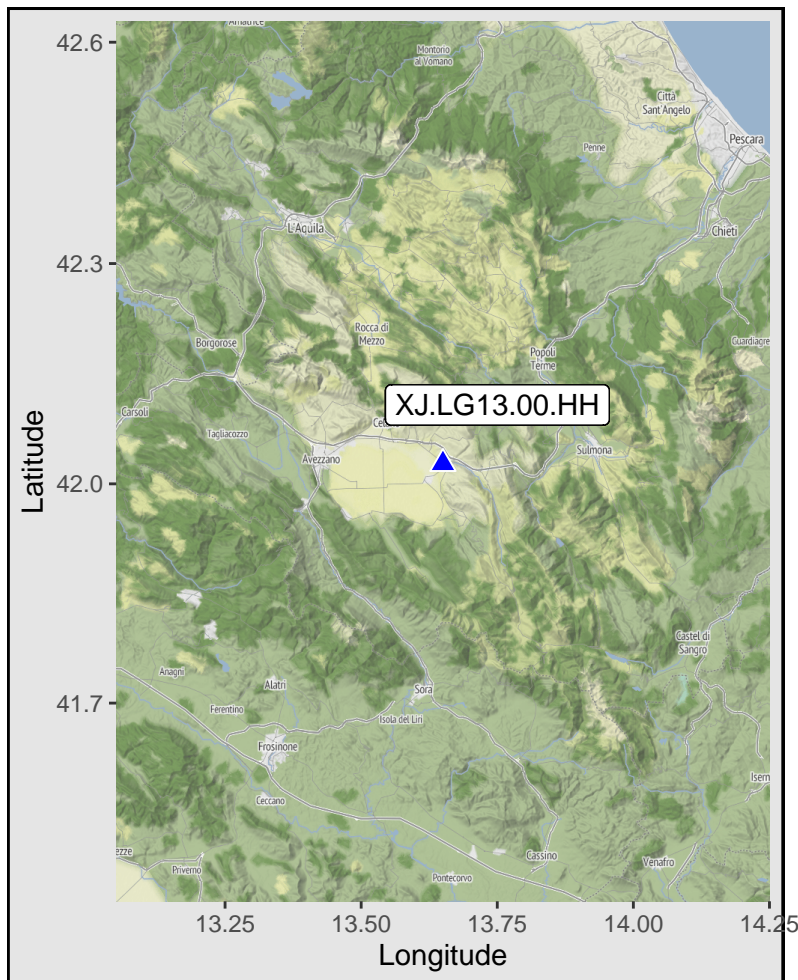 42.6
42.3
42.0
41.7
Latitude
Montorio
al Vomano
Città
Sant'Angelo
Pescara
Penne
L'Aquila
Chieti
Rocca di
Mezzo
Borgorose
Popoli
Terme
Guardiagre
Carsoli
XJ.LG13.00.HH
Tagliacozzo
Avezzano
Sulmona
Castel di
Sangro
Anagni
Alatri
Sora
Ferentino
Isola del Liri
Frosinone
Isern
Ceccano
Cassino
ezze
Priverno
Pontecorvo
Venafro
13.25
13.50
13.75
14.00
14.25
Longitude